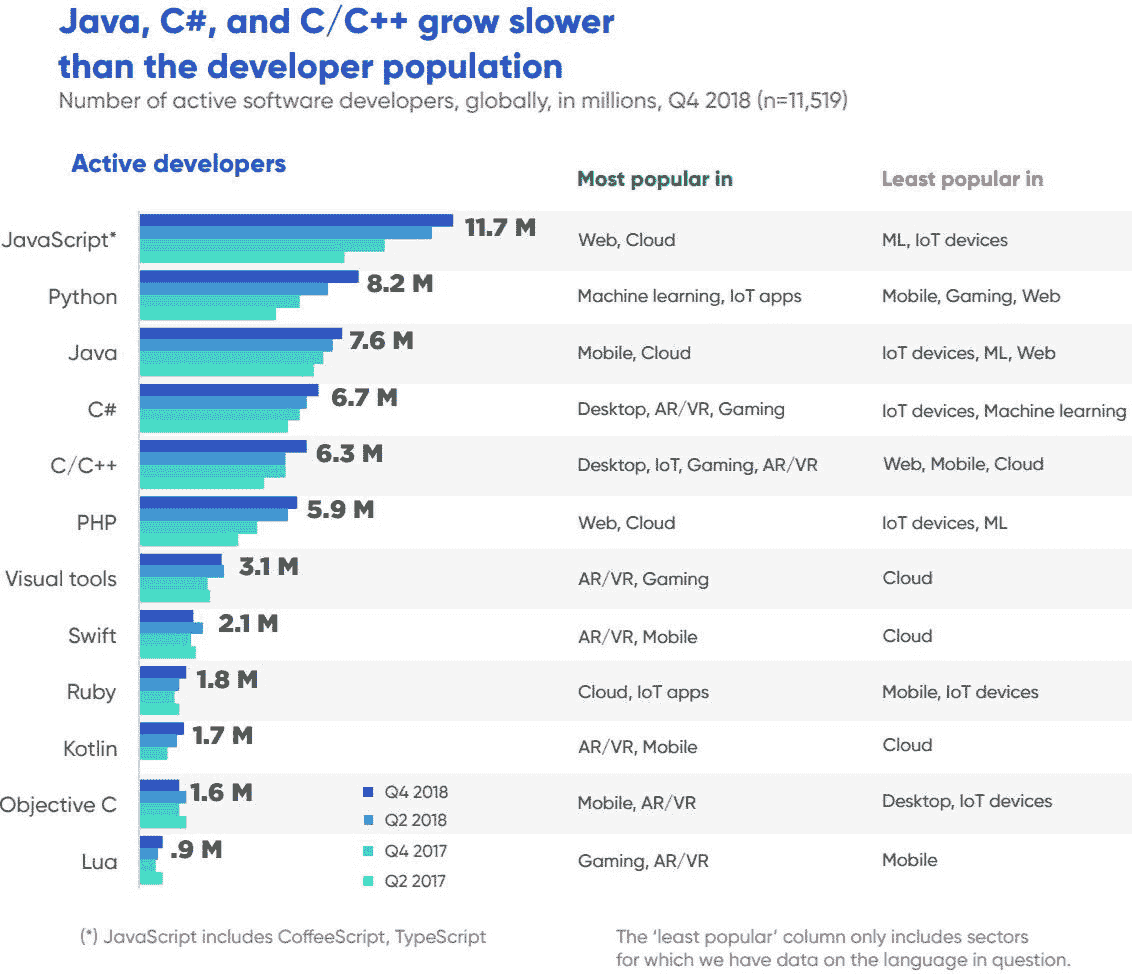 Java, C#, and C/C++ grow slower
than the developer population
Number of active software developers, globally, in millions, Q4 2018 (n=11,519)
Active developers
Most popular in
Least popular in
JavaScript*
11.7 M
Web, Cloud
ML, IoT devices
Python
8.2 M
Machine learning, IoT apps
Mobile, Gaming, Web
Java
7.6 M
Mobile, Cloud
IoT devices, ML, Web
C#
6.7 M
Desktop, AR/VR, Gaming
IoT devices, Machine learning
C/C++
6.3 M
Desktop, IoT, Gaming, AR/VR
Web, Mobile, Cloud
PHP
5.9 M
Web, Cloud
IoT devices, ML
Visual tools
3.1 M
AR/VR, Gaming
Cloud
Swift
2.1 M
AR/VR, Mobile
Cloud
Ruby
1.8 M
Cloud, IoT apps
Mobile, IoT devices
Kotlin
1.7 M
AR/VR, Mobile
Cloud
Objective C
1.6 M
Mobile, AR/VR
Desktop, IoT devices
Lua
.9 M
Gaming, AR/VR
Mobile
Q4 2018
Q2 2018
Q4 2017
Q2 2017
(*) JavaScript includes CoffeeScript, TypeScript
The ‘least popular’ column only includes sectors
for which we have data on the language in question.